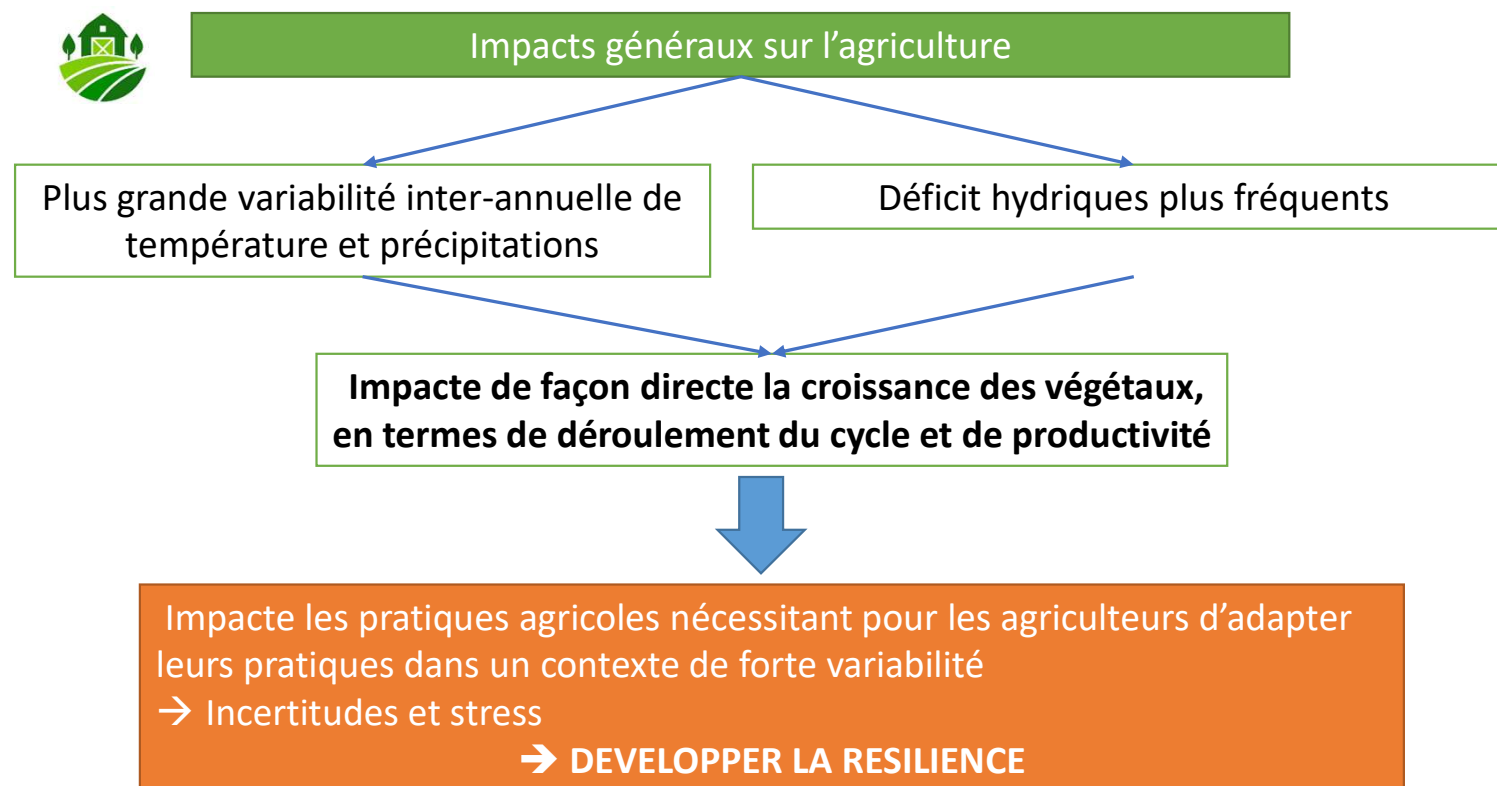 Impacts généraux sur l’agriculture
Plus grande variabilité inter-annuelle de
température et précipitations
Déficit hydriques plus fréquents
Impacte de façon directe la croissance des végétaux,
en termes de déroulement du cycle et de productivité
Impacte les pratiques agricoles nécessitant pour les agriculteurs d’adapter
leurs pratiques dans un contexte de forte variabilité
→ Incertitudes et stress
→ DEVELOPPER LA RESILIENCE